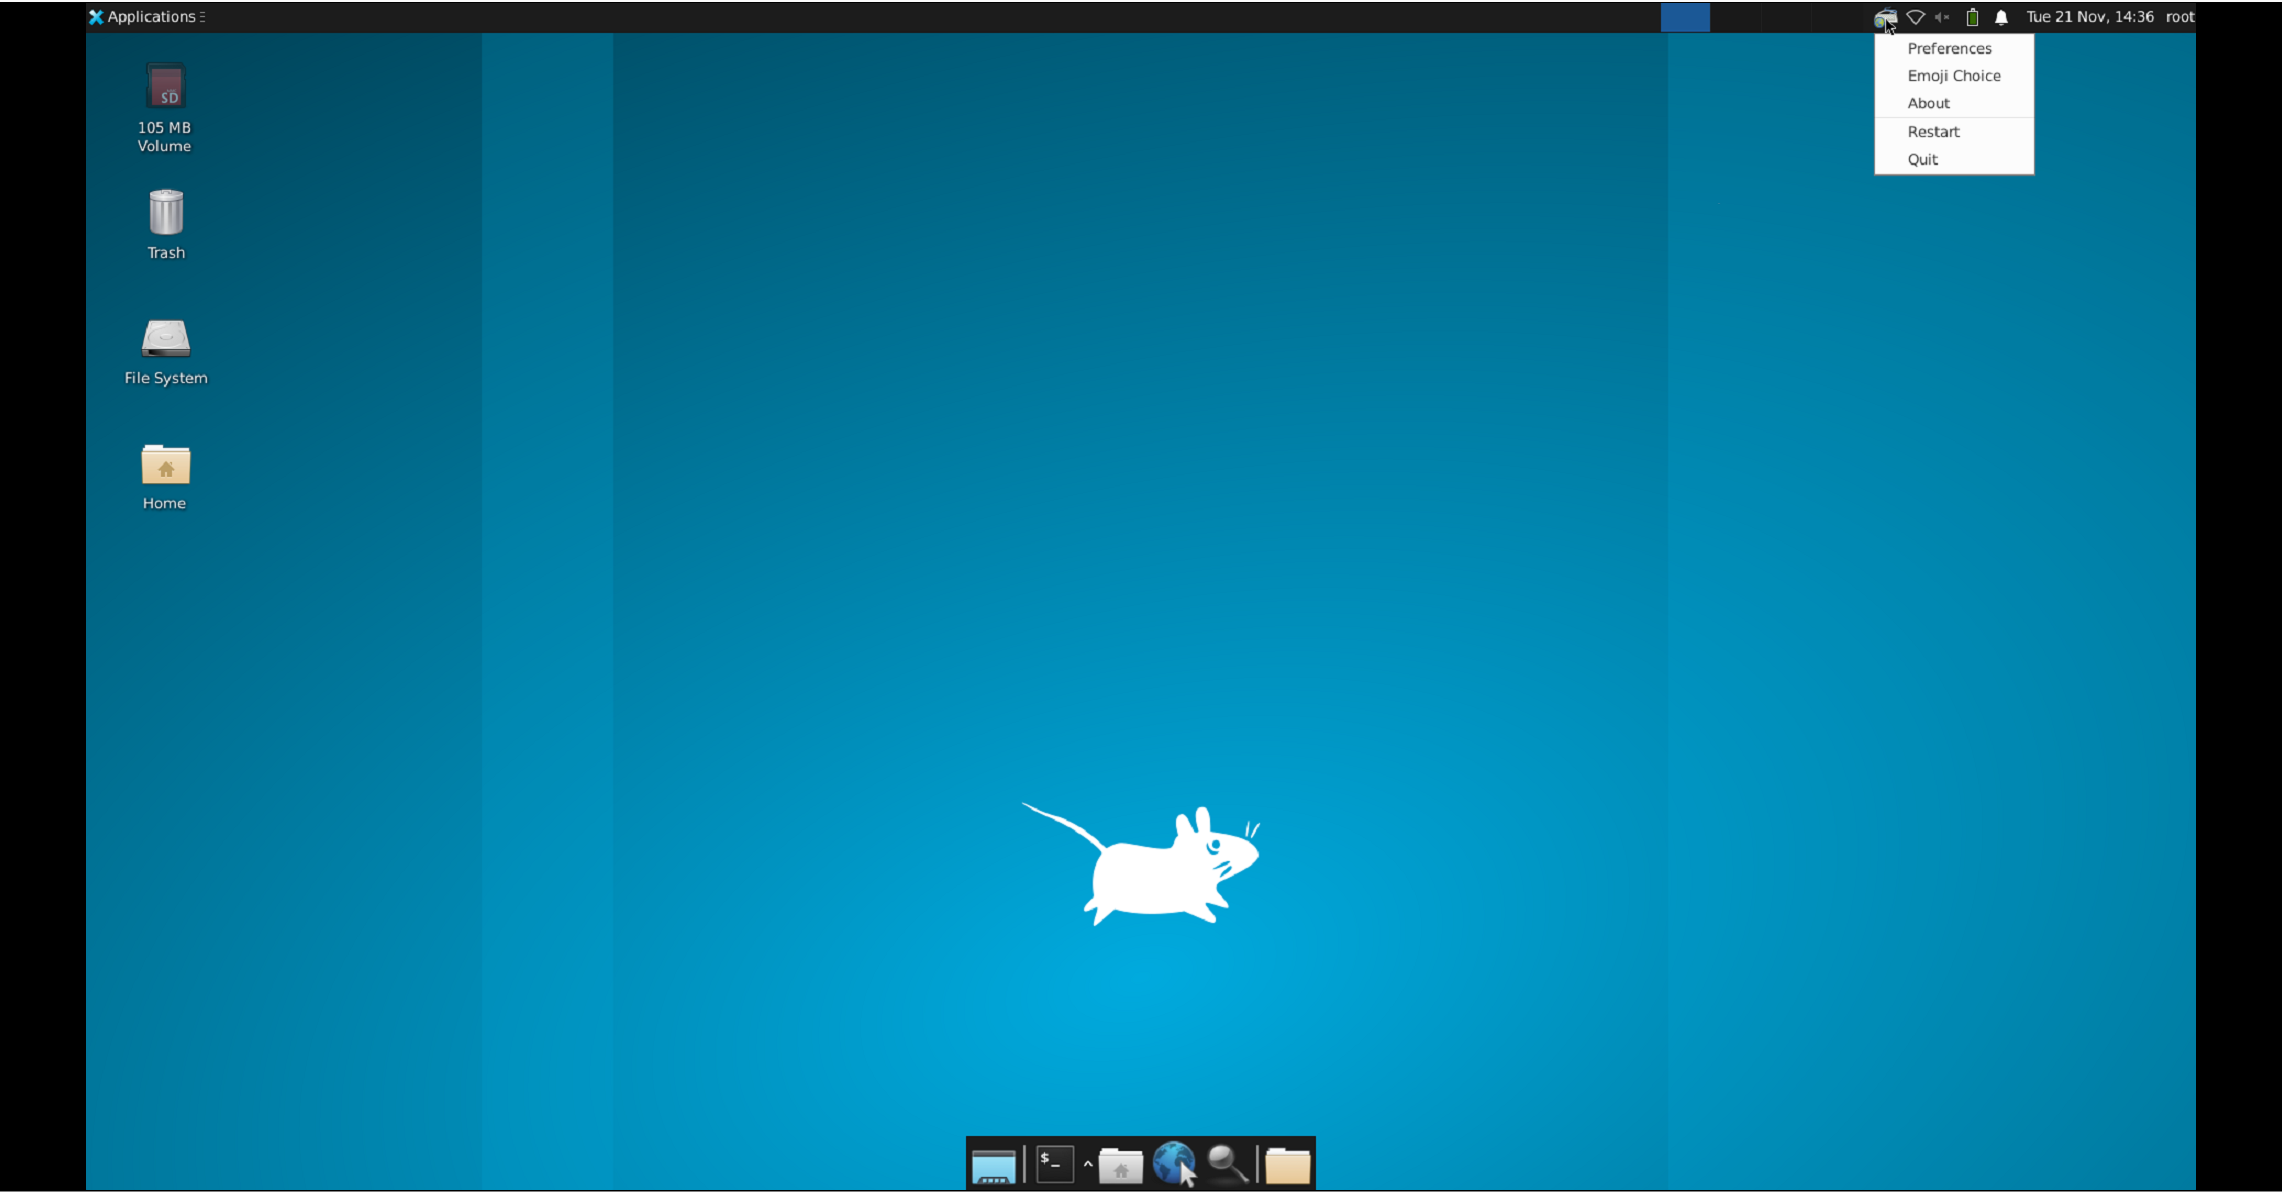 Applications
Tue 21 Nov, 14:36 root
Preferences
Emoji Choice
About
Restart
Quit
SD
105 MB
Volume
Trash
File System
Home
$_